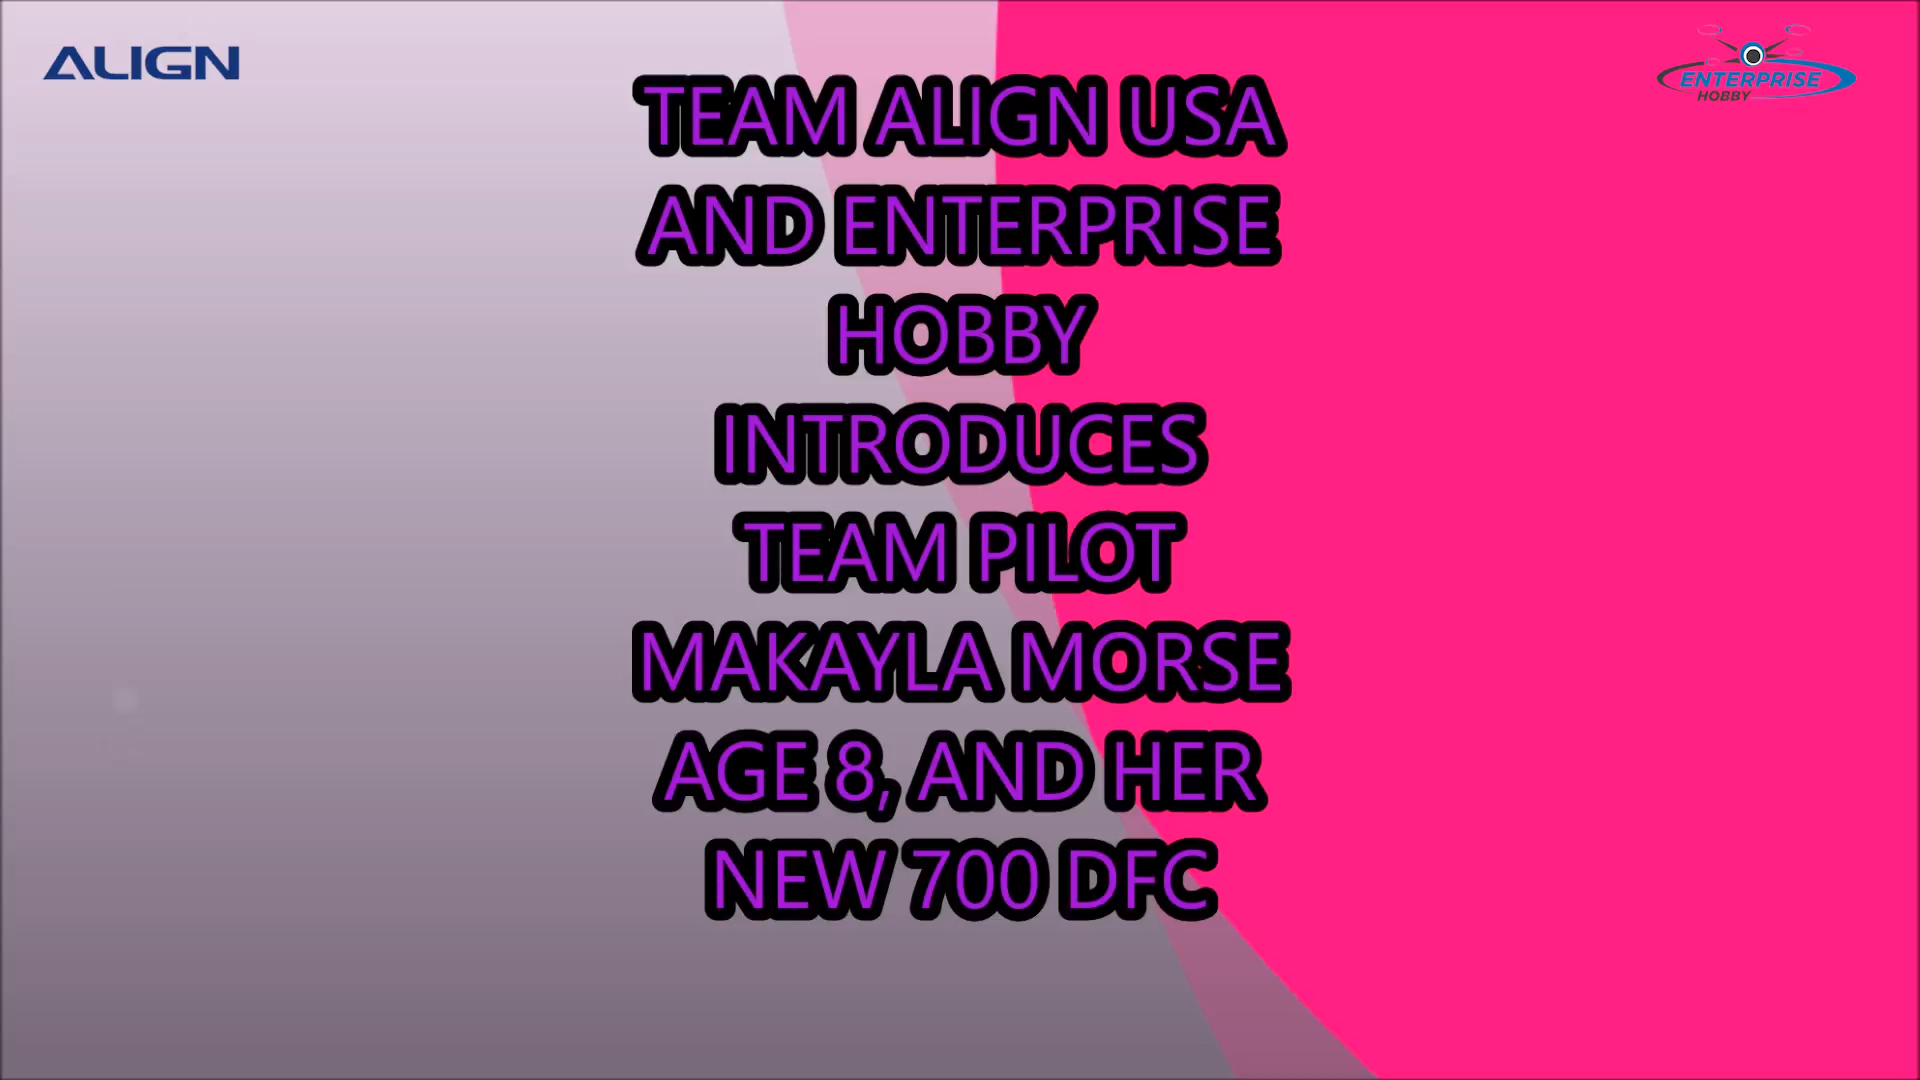 ALIGN
ENTERPRISE
HOBBY
TEAM ALIGN USA
AND ENTERPRISE
HOBBY
INTRODUCES
TEAM PILOT
MAKAYLA MORSE
AGE 8, AND HER
NEW 700 DFC